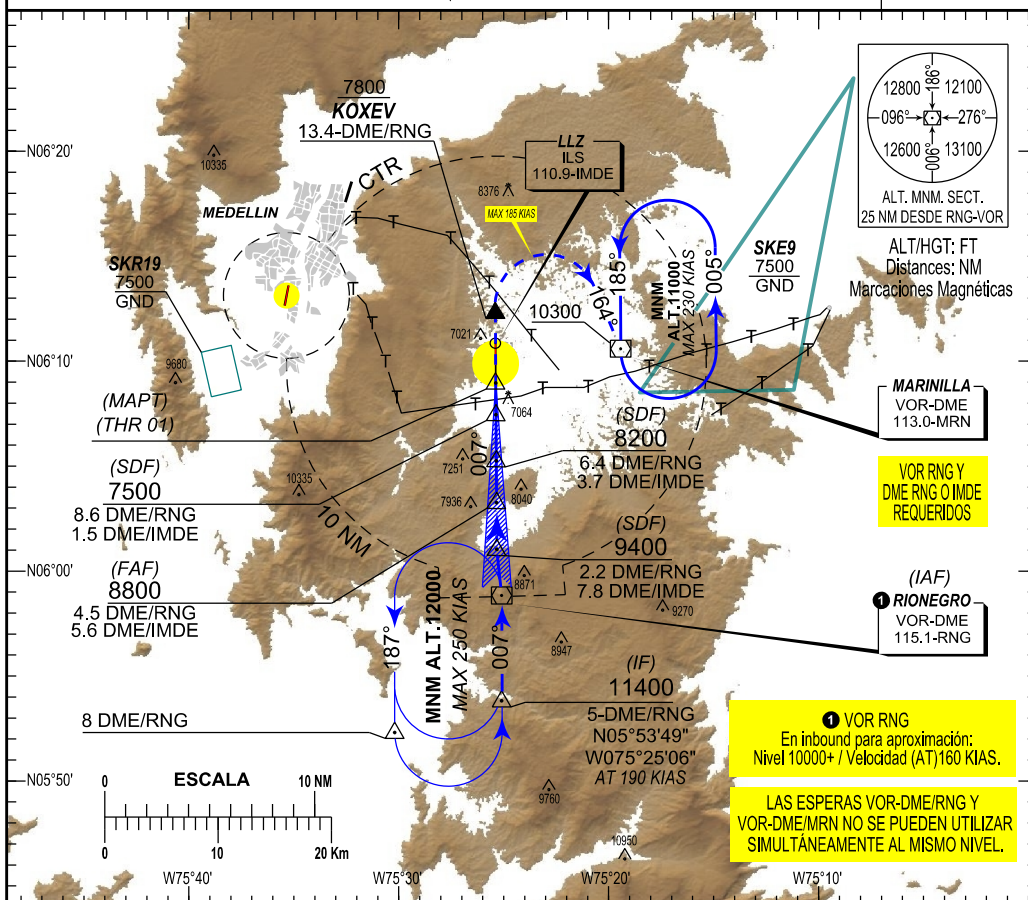 7800
KOXEV
13.4-DME/RNG
LLZ
ILS
110.9-IMDE
12800
186°
12100
096°
276°
12600
006°
13100
ALT. MNM. SECT.
25 NM DESDE RNG-VOR
ALT/HGT: FT
Distances: NM
Marcaciones Magnéticas
N06°20'
10335
CTR
8376
MEDELLIN
MAX 185 KIAS
SKR19
7500
GND
SKE9
7500
GND
185°
MNM
ALT.11000
MAX 230 KIAS
005°
164°
10300
7021
N06°10'
9680
(MAPT)
(THR 01)
7064
MARINILLA
VOR-DME
113.0-MRN
(SDF)
8200
6.4 DME/RNG
3.7 DME/IMDE
007°
(SDF)
7500
8.6 DME/RNG
1.5 DME/IMDE
7251
10335
7936
8040
VOR RNG Y
DME RNG O IMDE
REQUERIDOS
10 NM
(SDF)
9400
2.2 DME/RNG
7.8 DME/IMDE
N06°00'
(FAF)
8800
4.5 DME/RNG
5.6 DME/IMDE
8871
9270
(IAF)
1 RIONEGRO
VOR-DME
115.1-RNG
187°
MNM ALT.12000
MAX 250 KIAS
007°
8947
(IF)
11400
5-DME/RNG
N05°53'49"
W075°25'06"
AT 190 KIAS
8 DME/RNG
1 VOR RNG
En inbound para aproximación:
Nivel 10000+ / Velocidad (AT)160 KIAS.
N05°50'
0 ESCALA 10 NM
0 10 20 Km
9760
10950
LAS ESPERAS VOR-DME/RNG Y
VOR-DME/MRN NO SE PUEDEN UTILIZAR
SIMULTÁNEAMENTE AL MISMO NIVEL.
W75°40' W75°30' W75°20' W75°10'